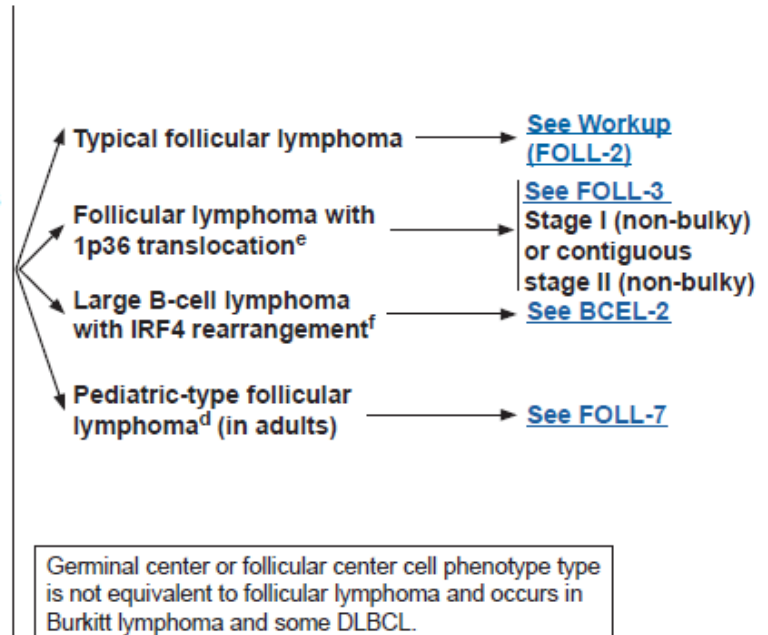 Typical follicular lymphoma
See Workup
(FOLL-2)
Follicular lymphoma with
1p36 translocationᵉ
See FOLL-3
Stage I (non-bulky)
or contiguous
stage II (non-bulky)
Large B-cell lymphoma
with IRF4 rearrangementᶠ
See BCEL-2
Pediatric-type follicular
lymphomaᵈ (in adults)
See FOLL-7
Germinal center or follicular center cell phenotype type
is not equivalent to follicular lymphoma and occurs in
Burkitt lymphoma and some DLBCL.